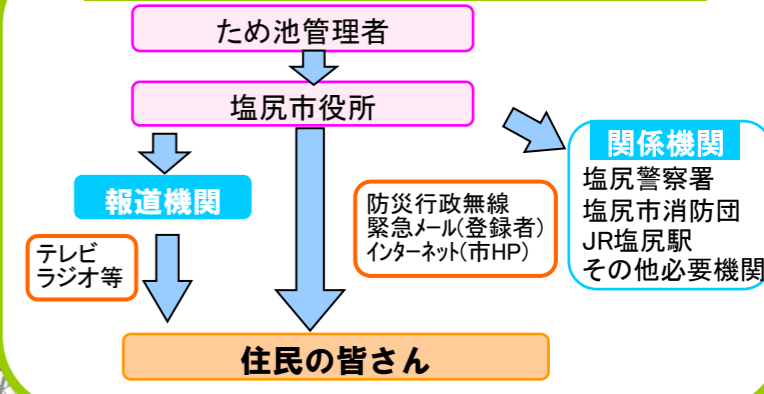 ため池管理者
塩尻市役所
報道機関
テレビ
ラジオ等
防災行政無線
緊急メール(登録者)
インターネット(市HP)
関係機関
塩尻警察署
塩尻市消防団
JR塩尻駅
その他必要機関
住民の皆さん